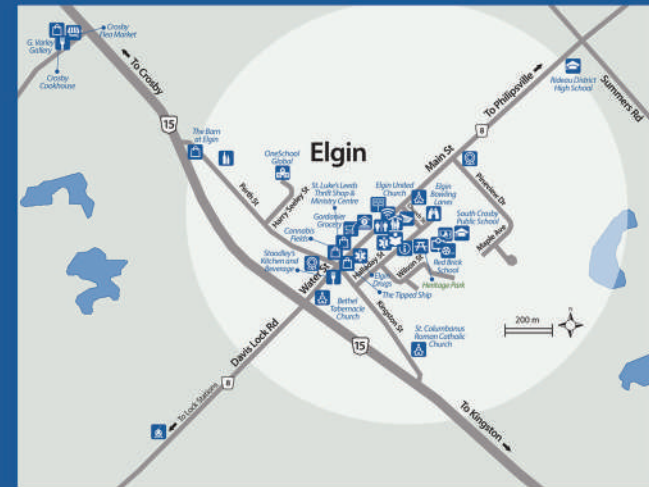 Crosby
Flea Market
G. Varley
Gallery
Crosby
Cookhouse
To Crosby
15
The Barn
at Elgin
OneSchool
Global
Elgin
To Philipsville
8
Rideau District
High School
Summers Rd
Main St
Perth St
Harry Seeley St
St. Luke's Leeds
Thrift Shop &
Ministry Centre
Elgin United
Church
Elgin
Bowling
Lanes
Pineview Dr
South Crosby
Public School
Maple Ave
Gordanier
Grocery
Cannabis
Fields
Stoodley's
Kitchen and
Beverage
Water St
Halladay St
Wilson St
Red Brick
School
Heritage Park
Elgin
Drugs
The Tipped Ship
Kingston St
Bethel
Tabernacle
Church
St. Columbanus
Roman Catholic
Church
200 m
N
Davis Lock Rd
15
8
To Lock Stations
To Kingston